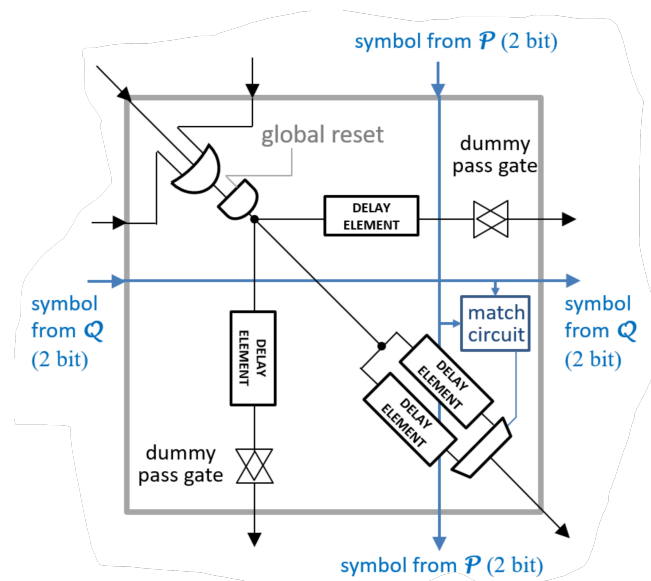 symbol from P (2 bit)
global reset
dummy
pass gate
DELAY
ELEMENT
symbol
from Q
(2 bit)
match
circuit
symbol
from Q
(2 bit)
DELAY
ELEMENT
DELAY
ELEMENT
DELAY
ELEMENT
dummy
pass gate
symbol from P (2 bit)